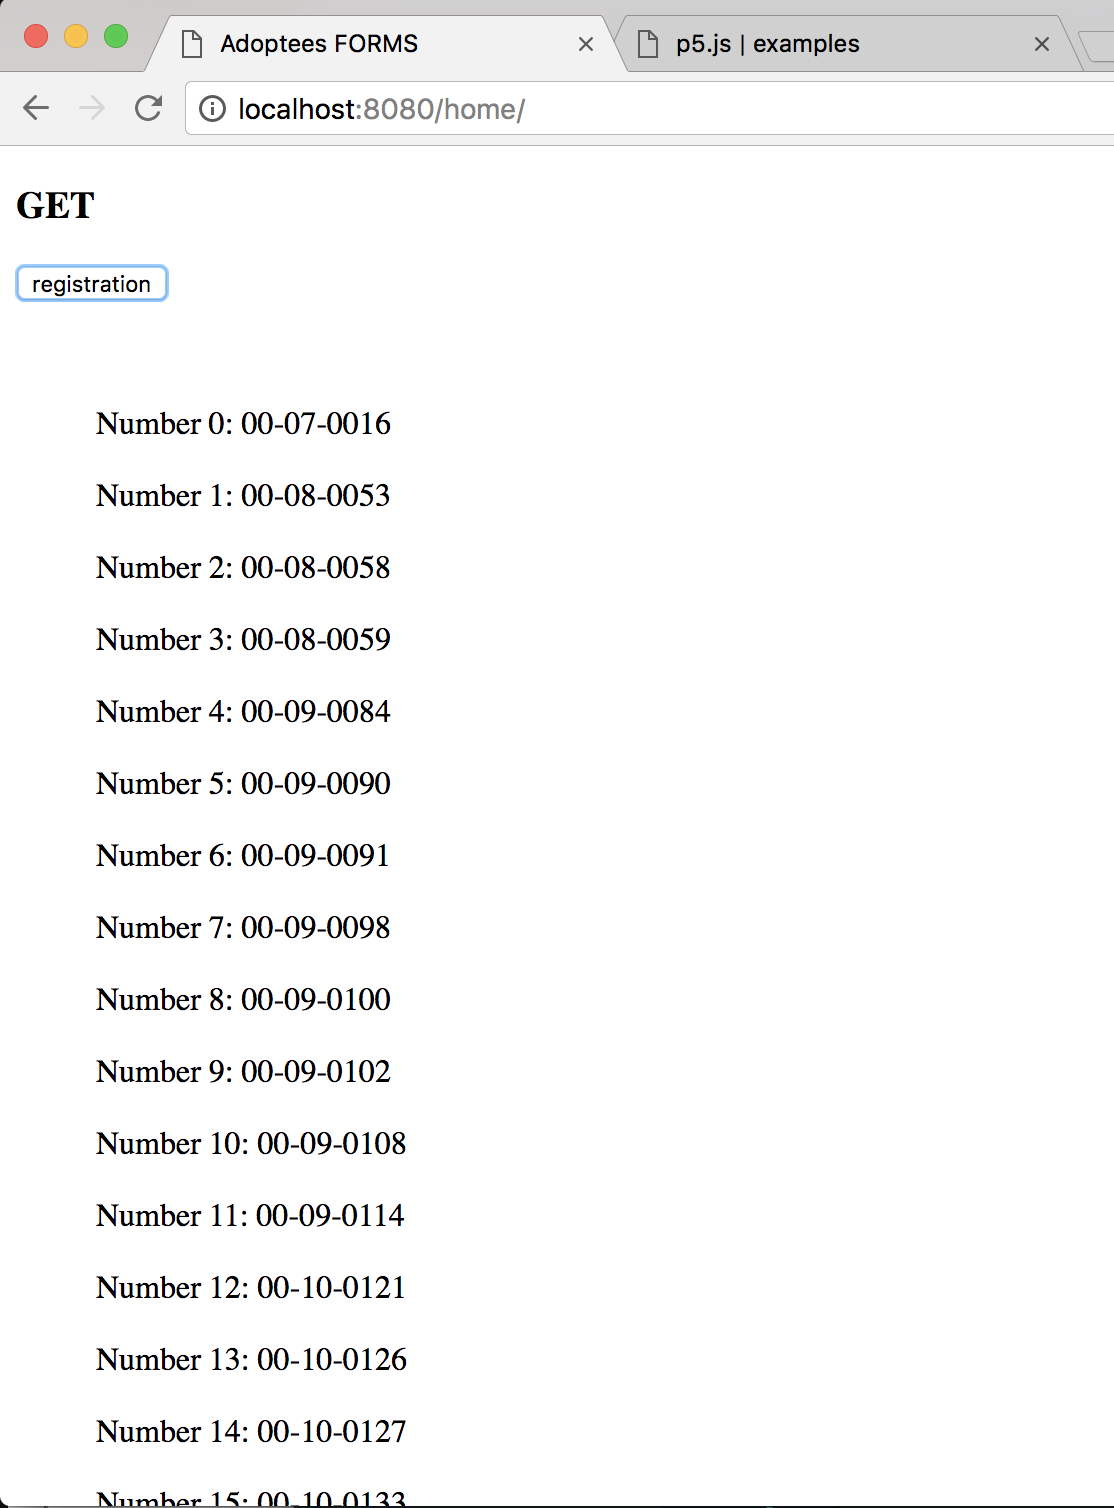 Adoptees FORMS
p5.js | examples
localhost:8080/home/
GET
registration
Number 0: 00-07-0016
Number 1: 00-08-0053
Number 2: 00-08-0058
Number 3: 00-08-0059
Number 4: 00-09-0084
Number 5: 00-09-0090
Number 6: 00-09-0091
Number 7: 00-09-0098
Number 8: 00-09-0100
Number 9: 00-09-0102
Number 10: 00-09-0108
Number 11: 00-09-0114
Number 12: 00-10-0121
Number 13: 00-10-0126
Number 14: 00-10-0127
Number 15: 00-10-0133